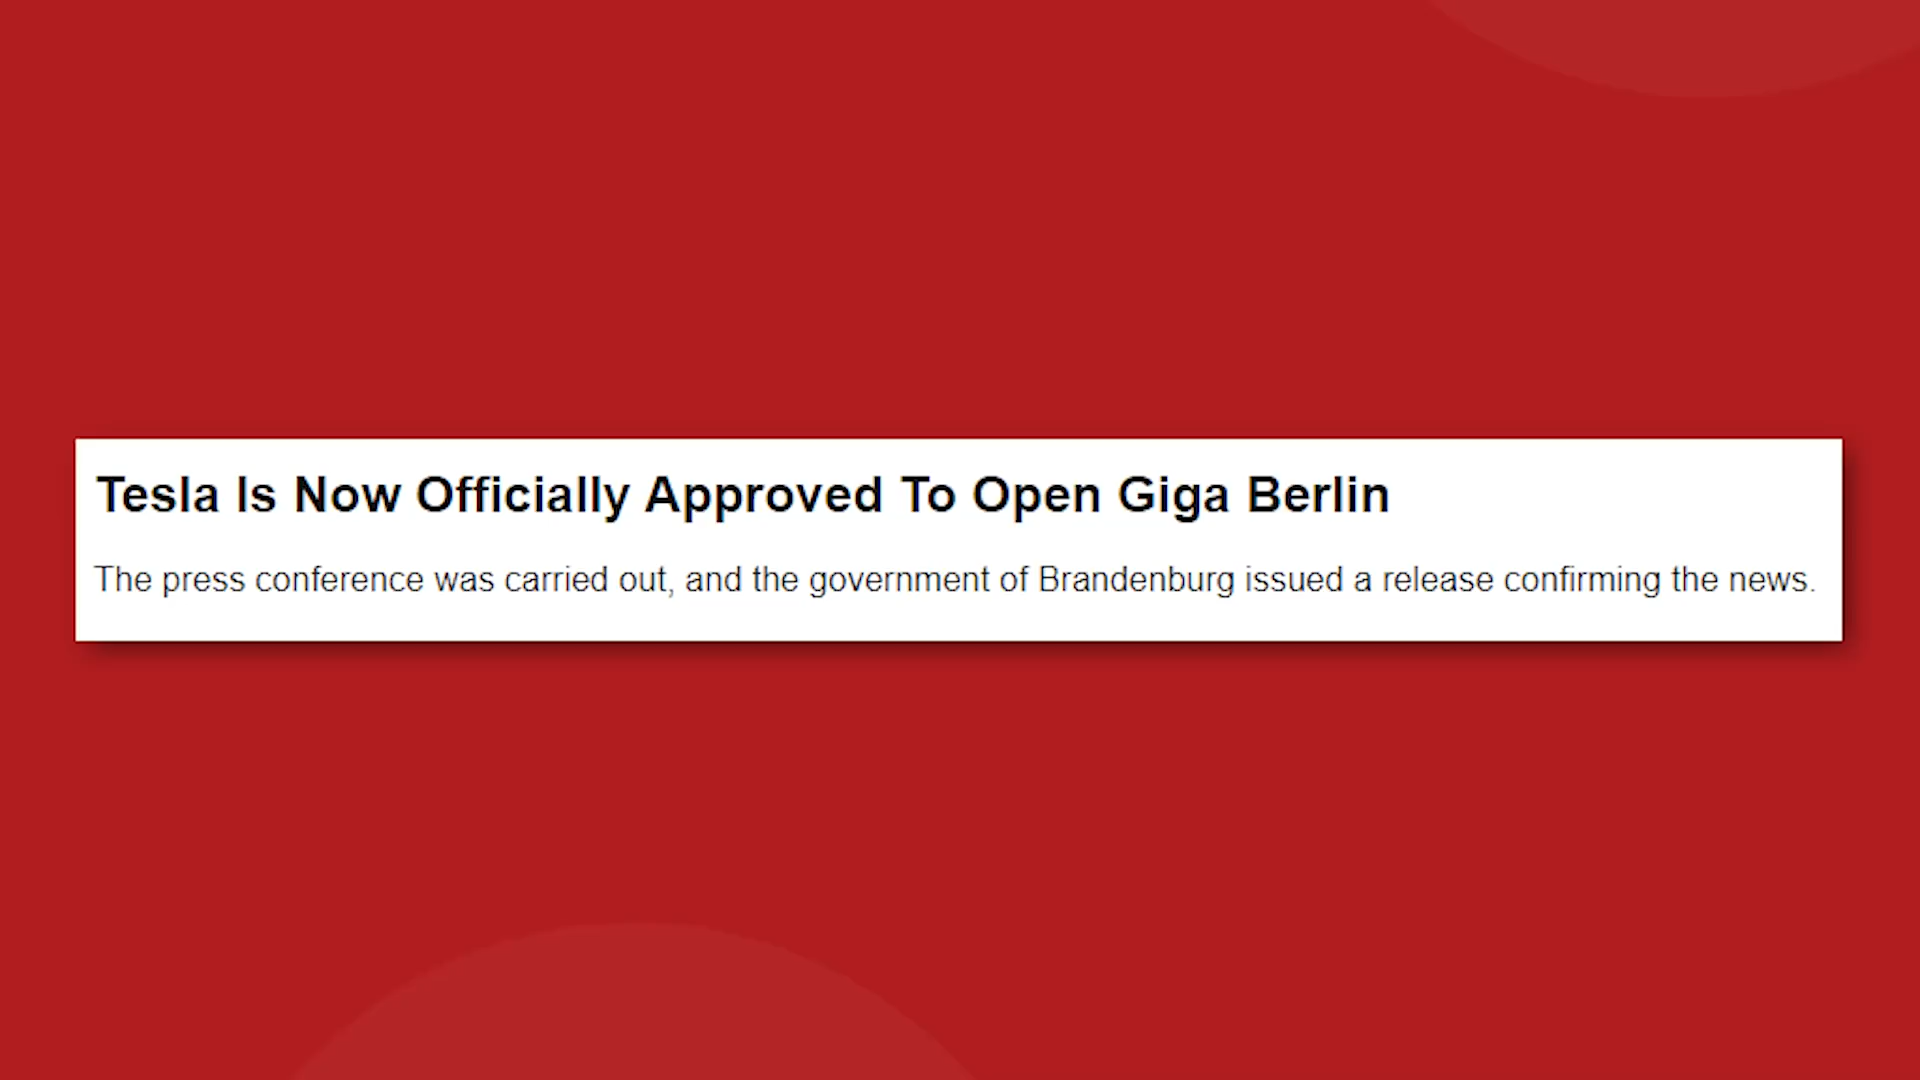 Tesla Is Now Officially Approved To Open Giga Berlin
The press conference was carried out, and the government of Brandenburg issued a release confirming the news.